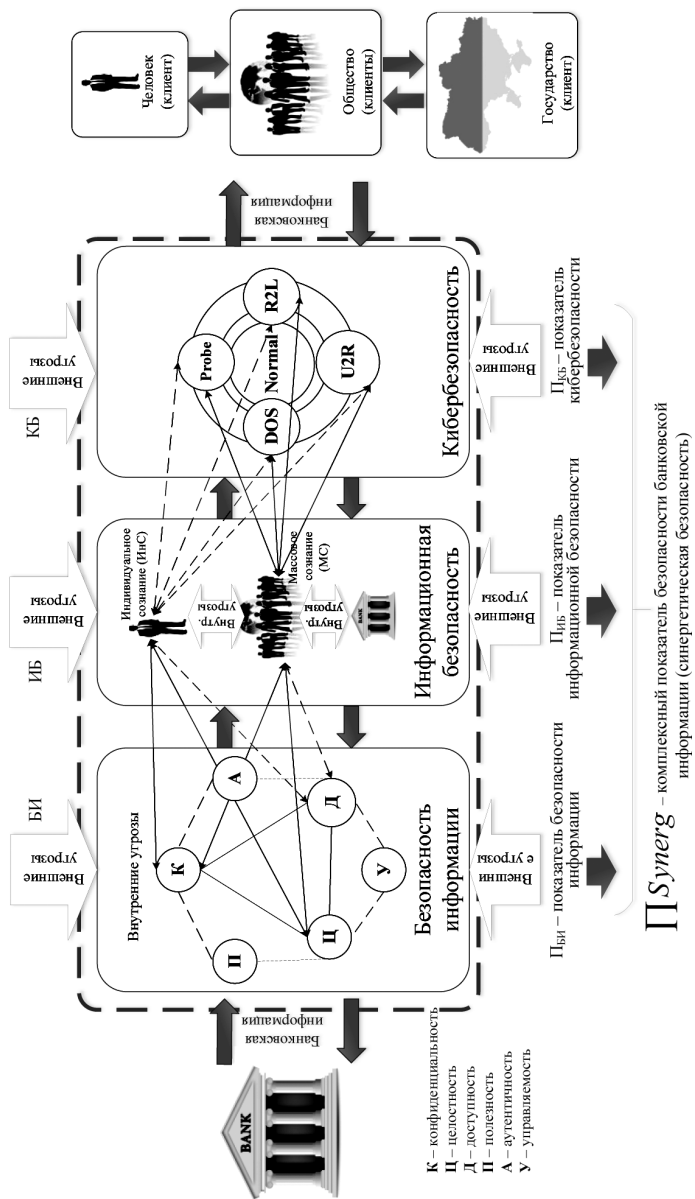 БИ
ИБ
КБ
Внешние
угрозы
Внешние
угрозы
Внешние
угрозы
BANK
Банковская
информация
Внутренние угрозы
К
А
П
Д
Ц
У
Безопасность
информации
Индивидуальное
сознание (ИнС)
Внутр.
угрозы
Массовое
сознание
(МС)
Внутр.
угрозы
BANK
Информационная
безопасность
Probe
DOS
Normal
R2L
U2R
Кибербезопасность
Банковская
информация
Человек
(клиент)
Общество
(клиенты)
Государство
(клиент)
Внешни
е угрозы
Внешние
угрозы
Внешние
угрозы
К – конфиденциальность
Ц – целостность
Д – доступность
П – полезность
А – аутентичность
У – управляемость
ПБИ – показатель безопасности
информации
ПИБ – показатель
информационной безопасности
ПКБ – показатель
кибербезопасности
ПSynerg – комплексный показатель безопасности банковской
информации (синергетическая безопасность)